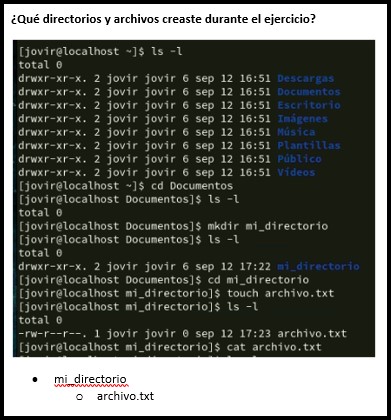 ¿Qué directorios y archivos creaste durante el ejercicio?
[jovir@localhost ~]$ ls -l
total 0
drwxr-xr-x. 2 jovir jovir 6 sep 12 16:51 Descargas
drwxr-xr-x. 2 jovir jovir 6 sep 12 16:51 Documentos
drwxr-xr-x. 2 jovir jovir 6 sep 12 16:51 Escritorio
drwxr-xr-x. 2 jovir jovir 6 sep 12 16:51 Imágenes
drwxr-xr-x. 2 jovir jovir 6 sep 12 16:51 Música
drwxr-xr-x. 2 jovir jovir 6 sep 12 16:51 Plantillas
drwxr-xr-x. 2 jovir jovir 6 sep 12 16:51 Público
drwxr-xr-x. 2 jovir jovir 6 sep 12 16:51 Vídeos
[jovir@localhost ~]$ cd Documentos
[jovir@localhost Documentos]$ ls -l
total 0
[jovir@localhost Documentos]$ mkdir mi_directorio
[jovir@localhost Documentos]$ ls -l
total 0
drwxr-xr-x. 2 jovir jovir 6 sep 12 17:22 mi_directorio
[jovir@localhost Documentos]$ cd mi_directorio
[jovir@localhost mi_directorio]$ touch archivo.txt
[jovir@localhost mi_directorio]$ ls -l
total 0
-rw-r--r--. 1 jovir jovir 0 sep 12 17:23 archivo.txt
[jovir@localhost mi_directorio]$ cat archivo.txt
• mi_directorio
o archivo.txt